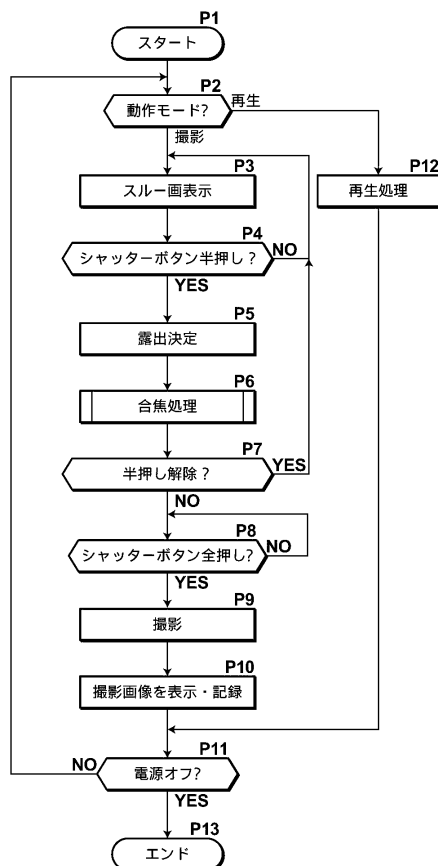 P1
スタート
P2
動作モード?
再生
撮影
P3
スルー画表示
P12
再生処理
P4
シャッターボタン半押し?
NO
YES
P5
露出決定
P6
合焦処理
P7
半押し解除?
YES
NO
P8
シャッターボタン全押し?
NO
YES
P9
撮影
P10
撮影画像を表示・記録
P11
電源オフ?
NO
YES
P13
エンド